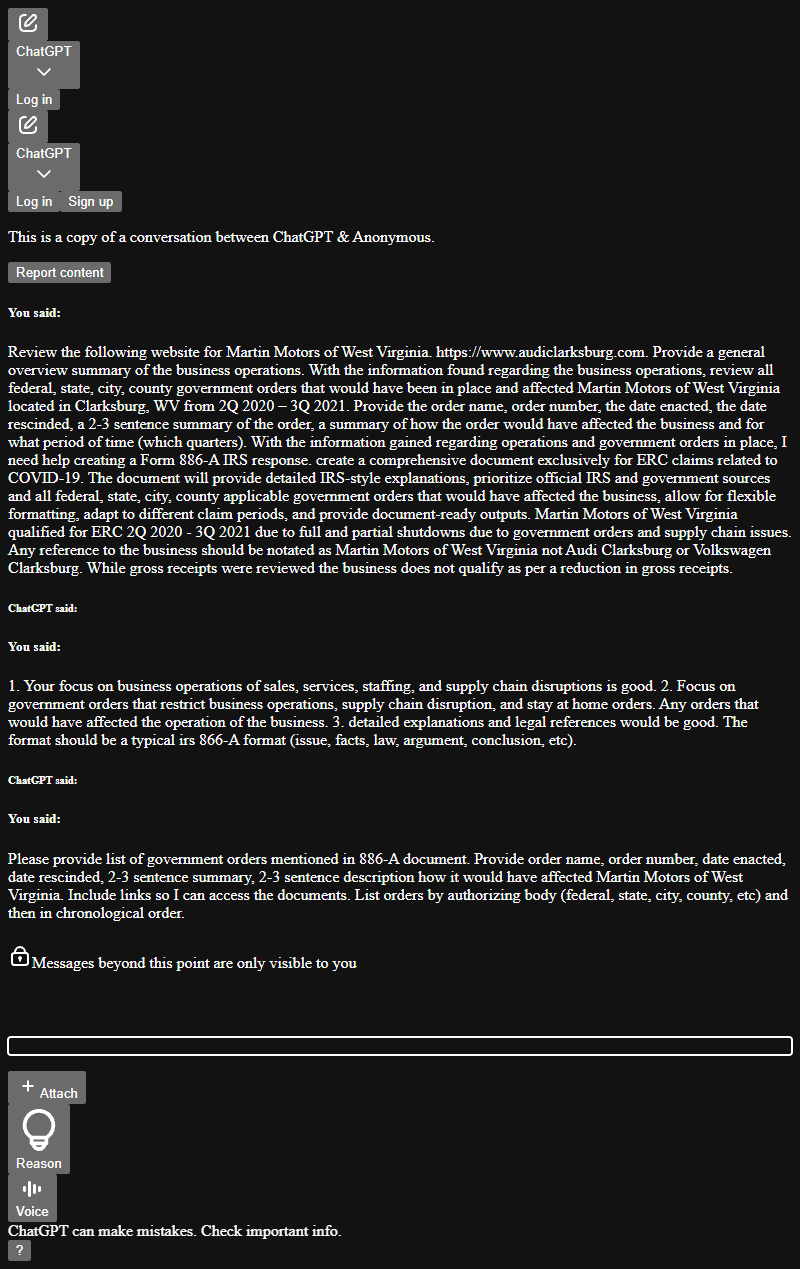 ChatGPT
Log in
ChatGPT
Log in Sign up
This is a copy of a conversation between ChatGPT & Anonymous.
Report content
You said:
Review the following website for Martin Motors of West Virginia. https://www.audiclarksburg.com. Provide a general
overview summary of the business operations. With the information found regarding the business operations, review all
federal, state, city, county government orders that would have been in place and affected Martin Motors of West Virginia
located in Clarksburg, WV from 2Q 2020 – 3Q 2021. Provide the order name, order number, the date enacted, the date
rescinded, a 2-3 sentence summary of the order, a summary of how the order would have affected the business and for
what period of time (which quarters). With the information gained regarding operations and government orders in place, I
need help creating a Form 886-A IRS response. create a comprehensive document exclusively for ERC claims related to
COVID-19. The document will provide detailed IRS-style explanations, prioritize official IRS and government sources
and all federal, state, city, county applicable government orders that would have affected the business, allow for flexible
formatting, adapt to different claim periods, and provide document-ready outputs. Martin Motors of West Virginia
qualified for ERC 2Q 2020 - 3Q 2021 due to full and partial shutdowns due to government orders and supply chain issues.
Any reference to the business should be notated as Martin Motors of West Virginia not Audi Clarksburg or Volkswagen
Clarksburg. While gross receipts were reviewed the business does not qualify as per a reduction in gross receipts.
ChatGPT said:
You said:
1. Your focus on business operations of sales, services, staffing, and supply chain disruptions is good. 2. Focus on
government orders that restrict business operations, supply chain disruption, and stay at home orders. Any orders that
would have affected the operation of the business. 3. detailed explanations and legal references would be good. The
format should be a typical irs 866-A format (issue, facts, law, argument, conclusion, etc).
ChatGPT said:
You said:
Please provide list of government orders mentioned in 886-A document. Provide order name, order number, date enacted,
date rescinded, 2-3 sentence summary, 2-3 sentence description how it would have affected Martin Motors of West
Virginia. Include links so I can access the documents. List orders by authorizing body (federal, state, city, county, etc) and
then in chronological order.
Messages beyond this point are only visible to you
Attach
Reason
Voice
ChatGPT can make mistakes. Check important info.
?